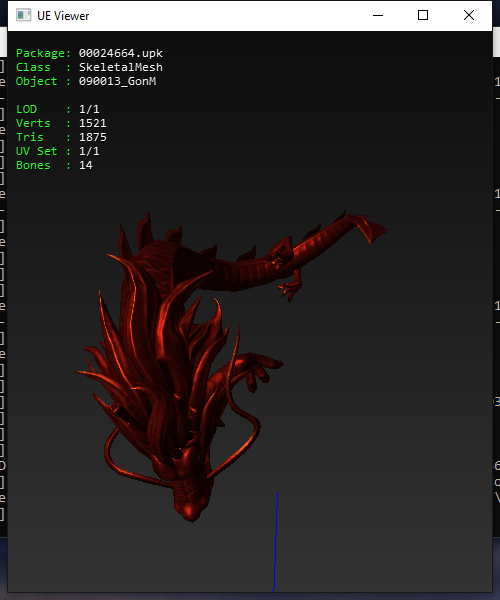 UE Viewer
Package: 00024664.upk
Class : SkeletalMesh
Object : 090013_GonM
LOD : 1/1
Verts : 1521
Tris : 1875
UV Set : 1/1
Bones : 14